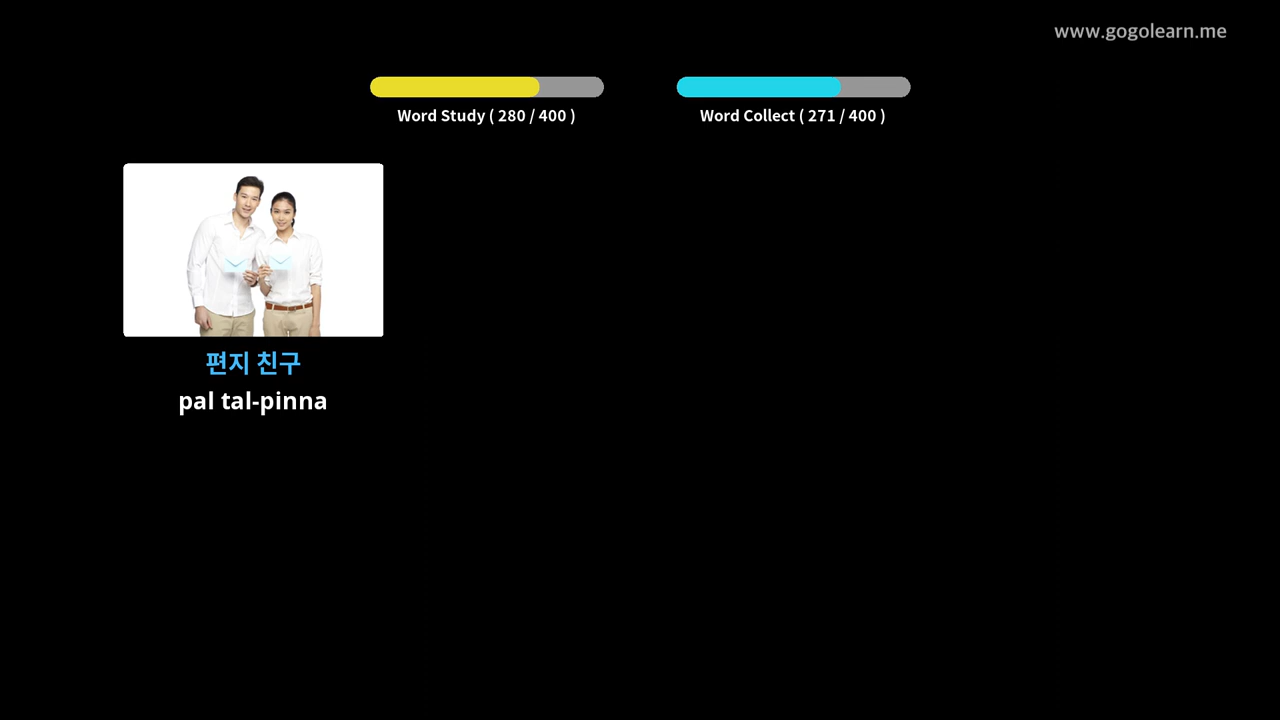 www.gogolearn.me
Word Study ( 280 / 400 )
Word Collect ( 271 / 400 )
편지 친구
pal tal-pinna